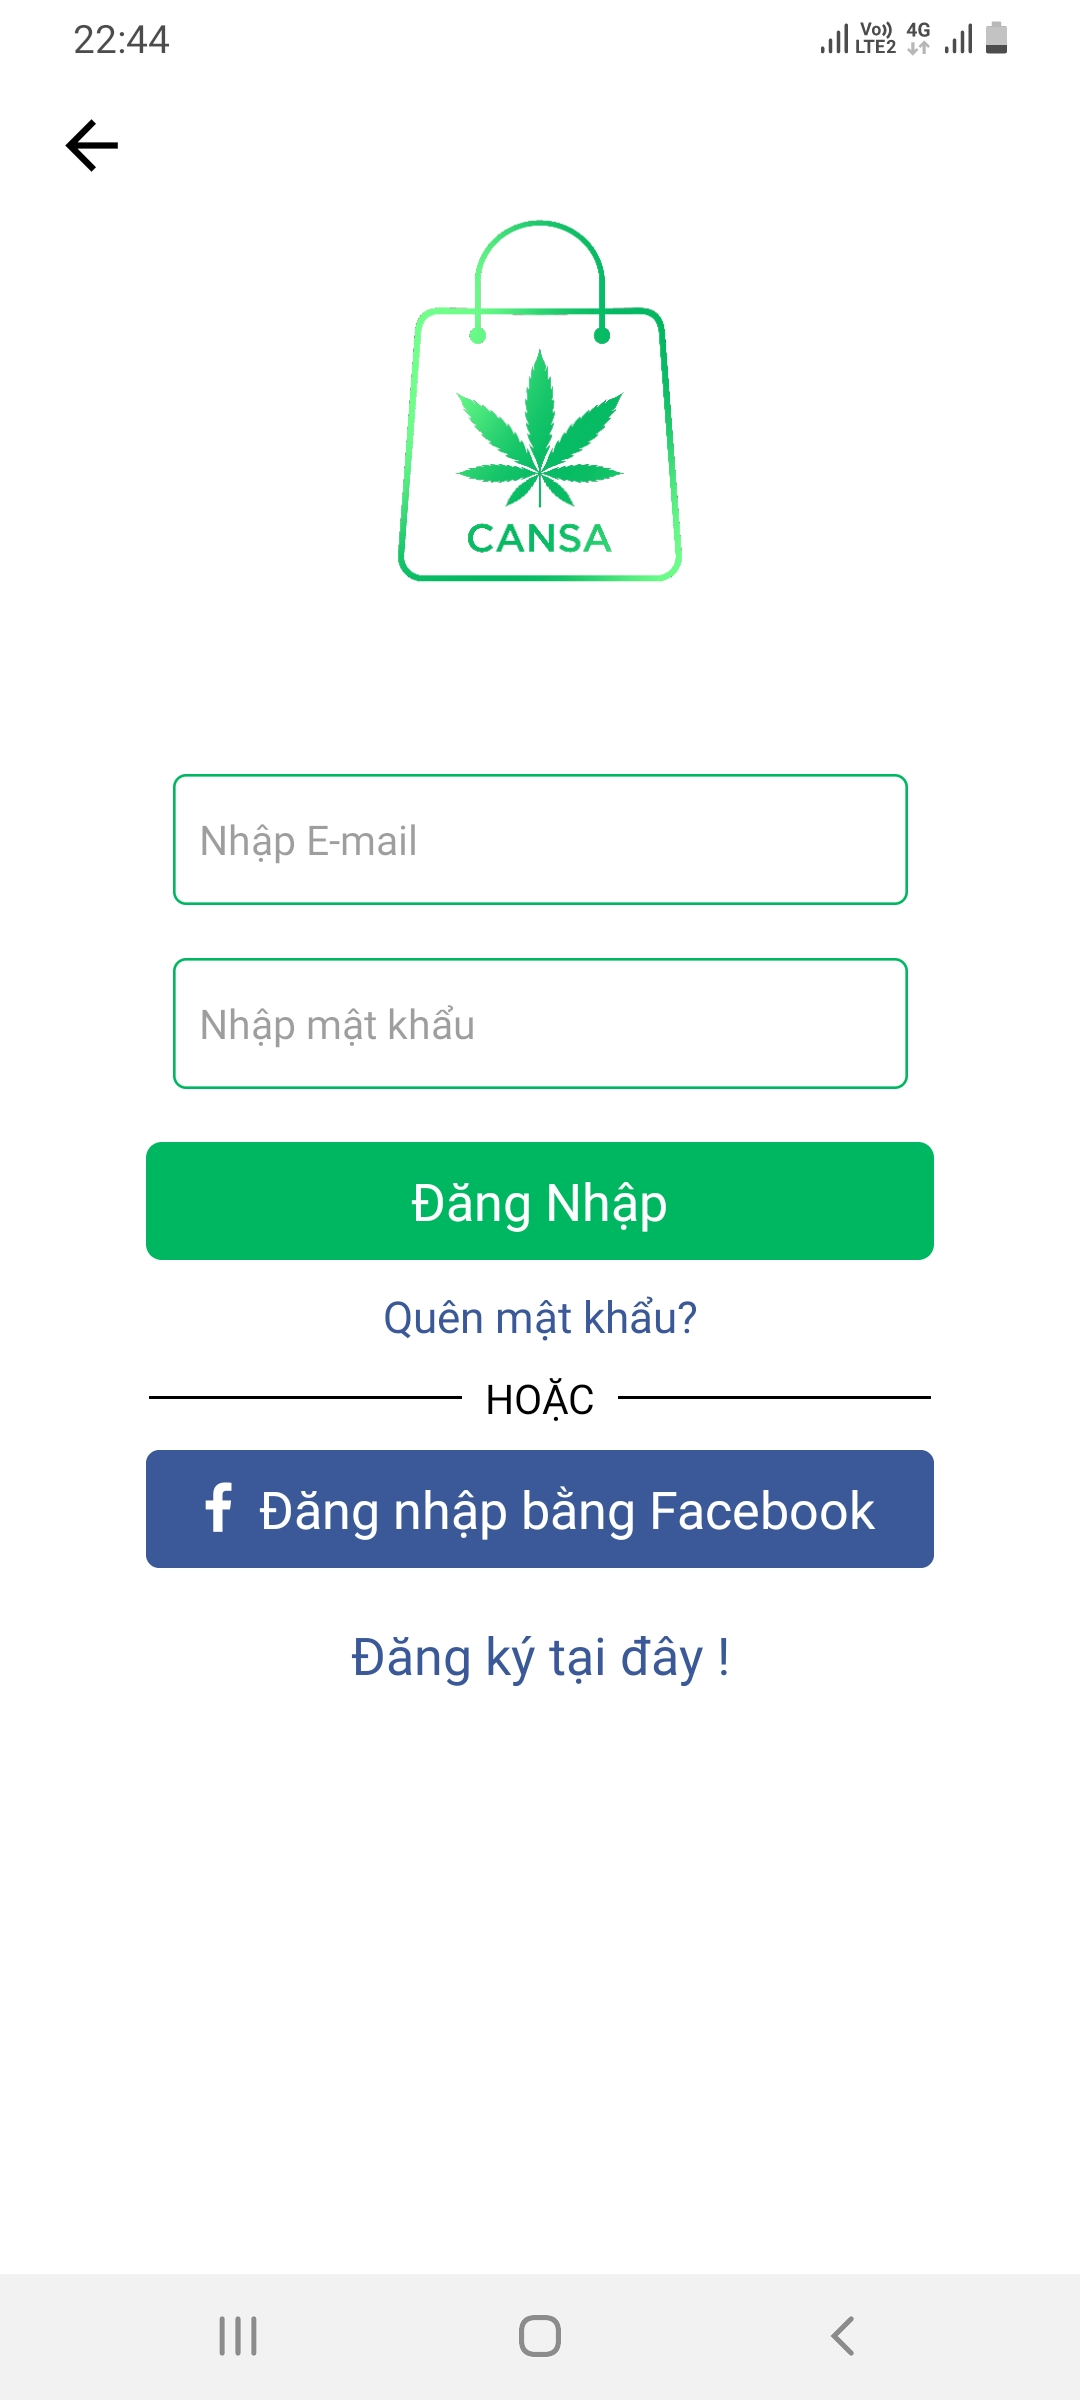 22:44
Vo)) LTE2 4G
CANSA
Nhập E-mail
Nhập mật khẩu
Đăng Nhập
Quên mật khẩu?
HOẶC
f Đăng nhập bằng Facebook
Đăng ký tại đây !